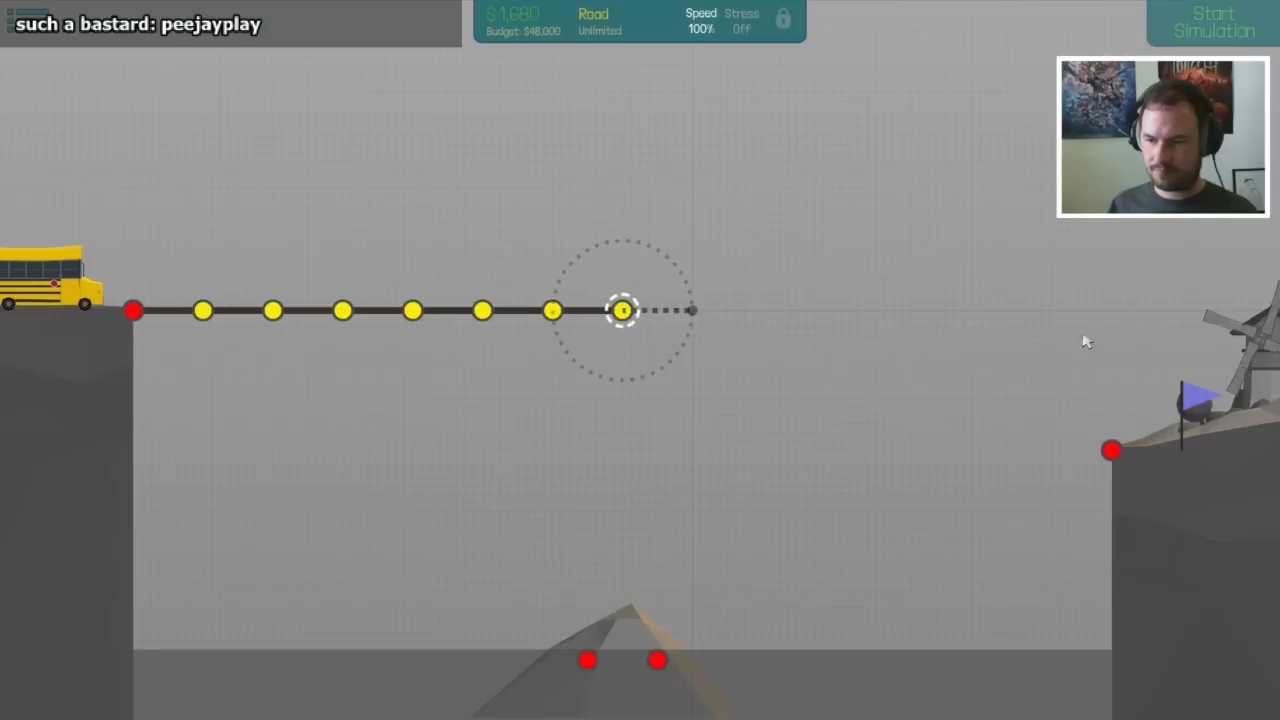 such a bastard: peejayplay
$ 1,680
Budget: $48,000
Road
Unlimited
Speed
100%
Stress
Off
Start
Simulation